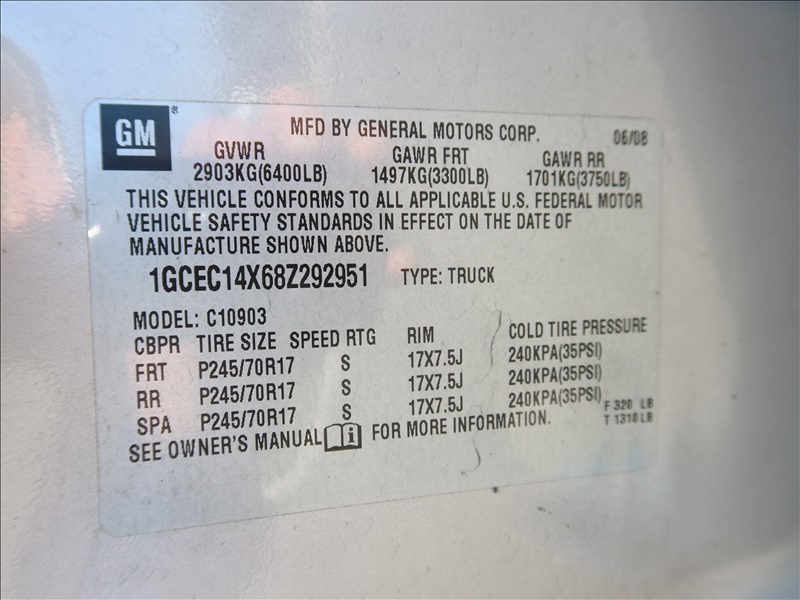 GM ®
MFD BY GENERAL MOTORS CORP. 06/08
GVWR GAWR FRT GAWR RR
2903KG(6400LB) 1497KG(3300LB) 1701KG(3750LB)
THIS VEHICLE CONFORMS TO ALL APPLICABLE U.S. FEDERAL MOTOR
VEHICLE SAFETY STANDARDS IN EFFECT ON THE DATE OF
MANUFACTURE SHOWN ABOVE.
1GCEC14X68Z292951 TYPE: TRUCK
MODEL: C10903
CBPR TIRE SIZE SPEED RTG RIM COLD TIRE PRESSURE
FRT P245/70R17 S 17X7.5J 240KPA(35PSI)
RR P245/70R17 S 17X7.5J 240KPA(35PSI)
SPA P245/70R17 S 17X7.5J 240KPA(35PSI)
F 320 LB
T 1310 LB
SEE OWNER'S MANUAL FOR MORE INFORMATION.